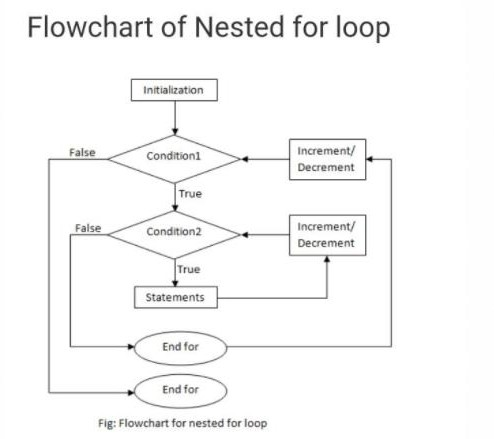 Flowchart of Nested for loop
Initialization
False
Condition1
Increment/
Decrement
True
False
Condition2
Increment/
Decrement
True
Statements
End for
End for
Fig: Flowchart for nested for loop